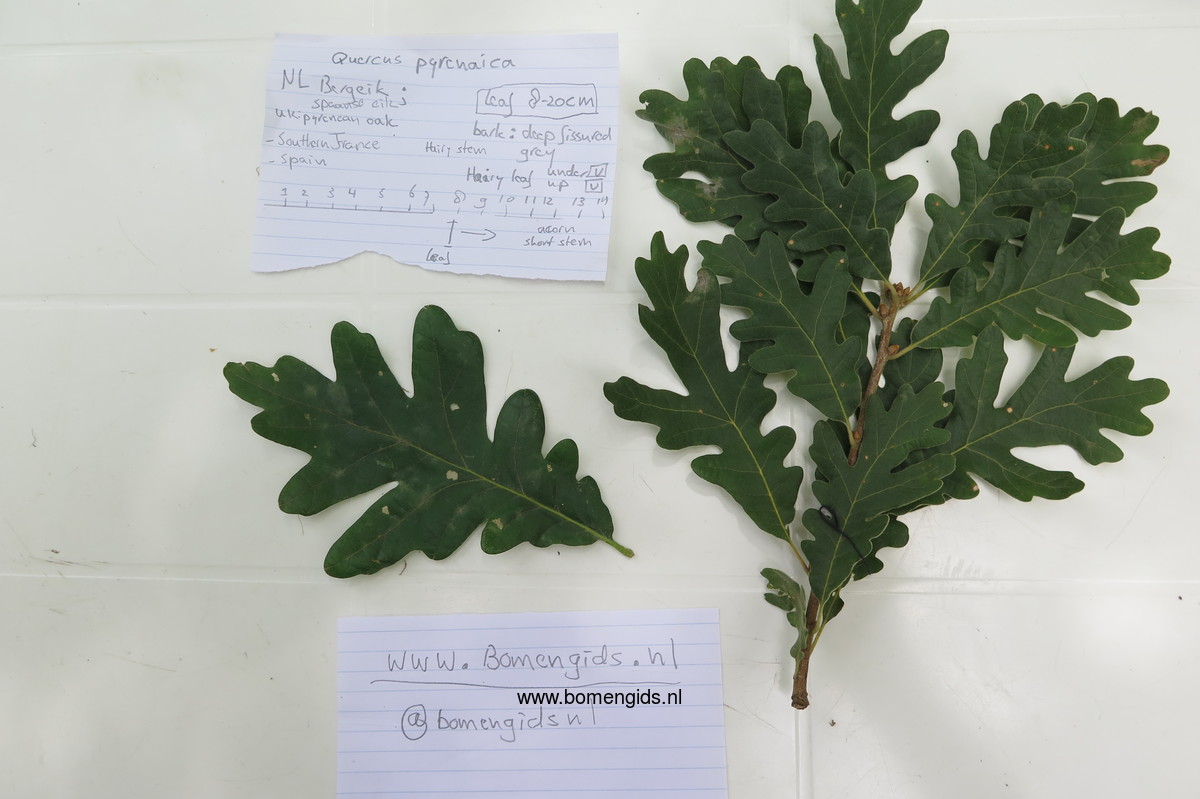 Quercus pyrenaica
NL Bergeik:
spaanse eik
UK pyrenean oak
leaf 8-20cm
bark: deep fissured
grey
- Southern France
- Spain
Hairy stem
Hairy leaf under V
up V
1 2 3 4 5 6 7 8 9 10 11 12 13 14
leaf
acorn
short stem
www.Bomengids.nl
www.bomengids.nl
@bomengidsnl